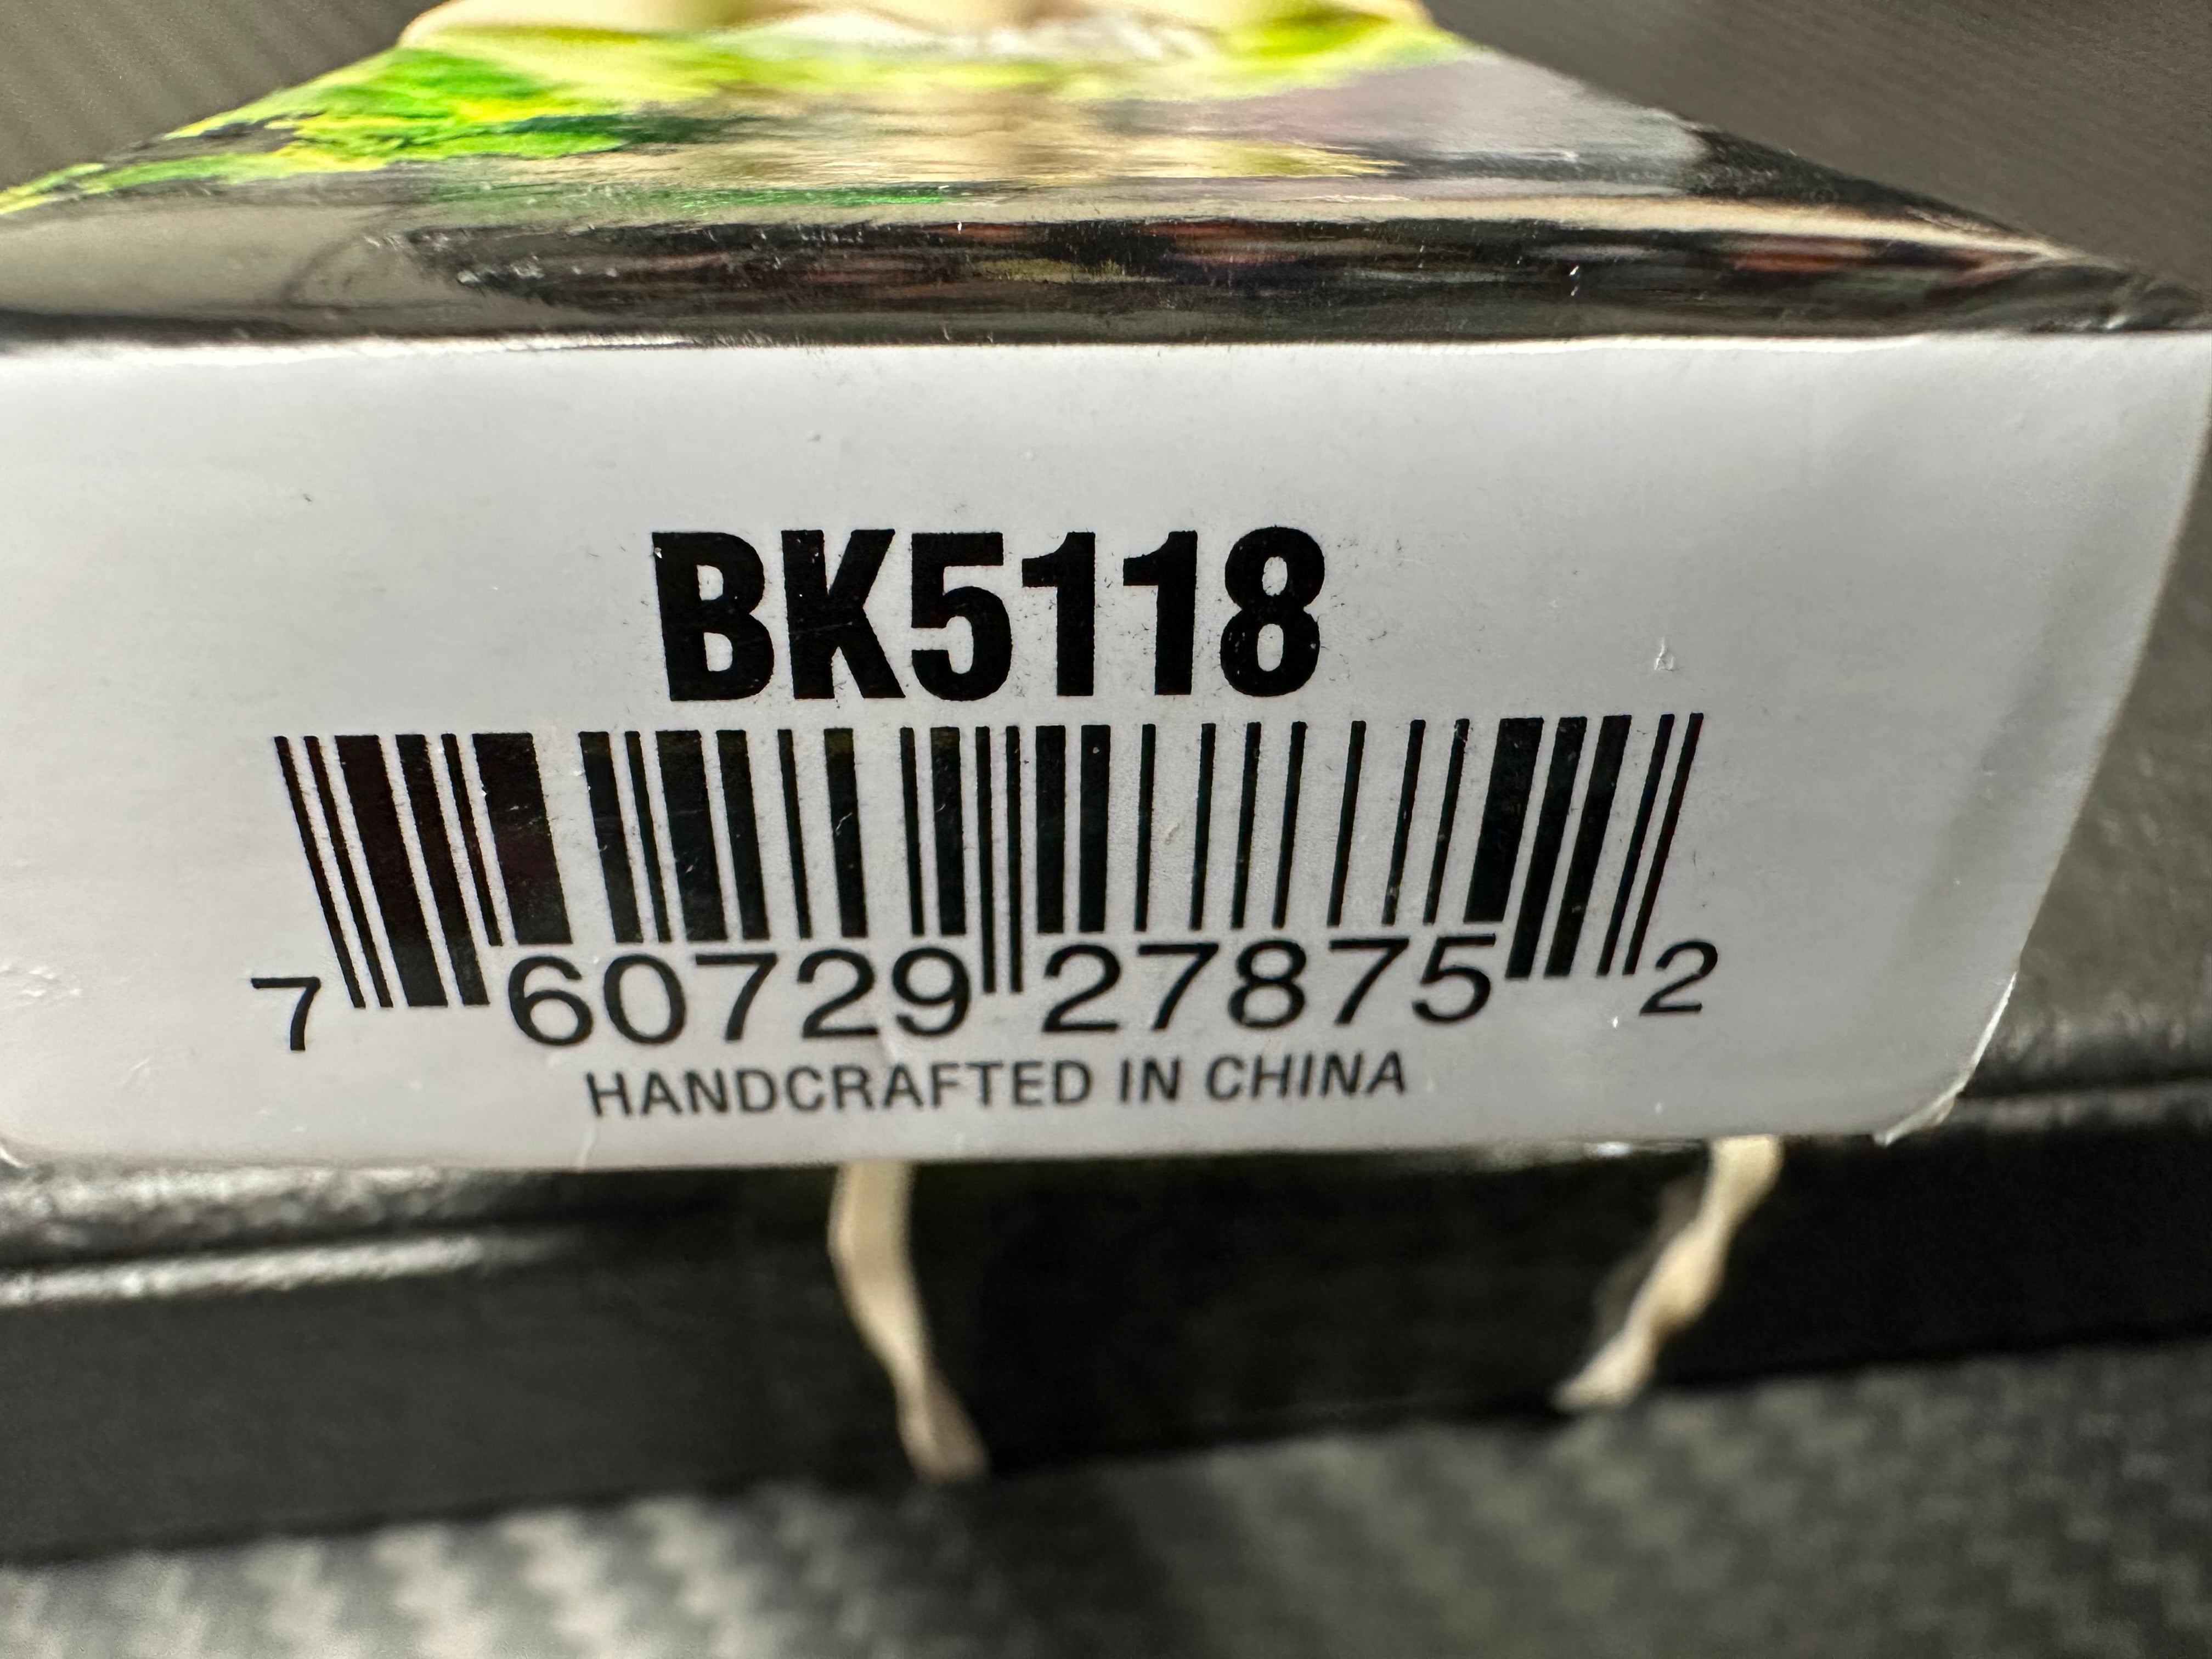 BK5118
7 60729 27875 2
HANDCRAFTED IN CHINA